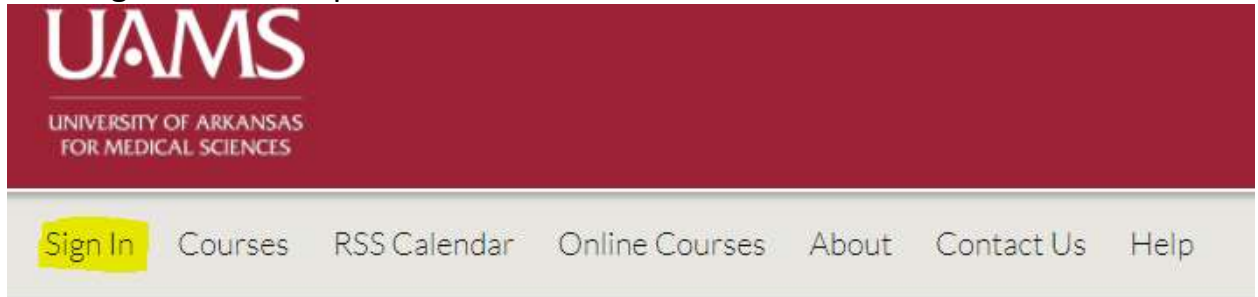 UAMS
UNIVERSITY OF ARKANSAS
FOR MEDICAL SCIENCES
Sign In Courses RSS Calendar Online Courses About Contact Us Help